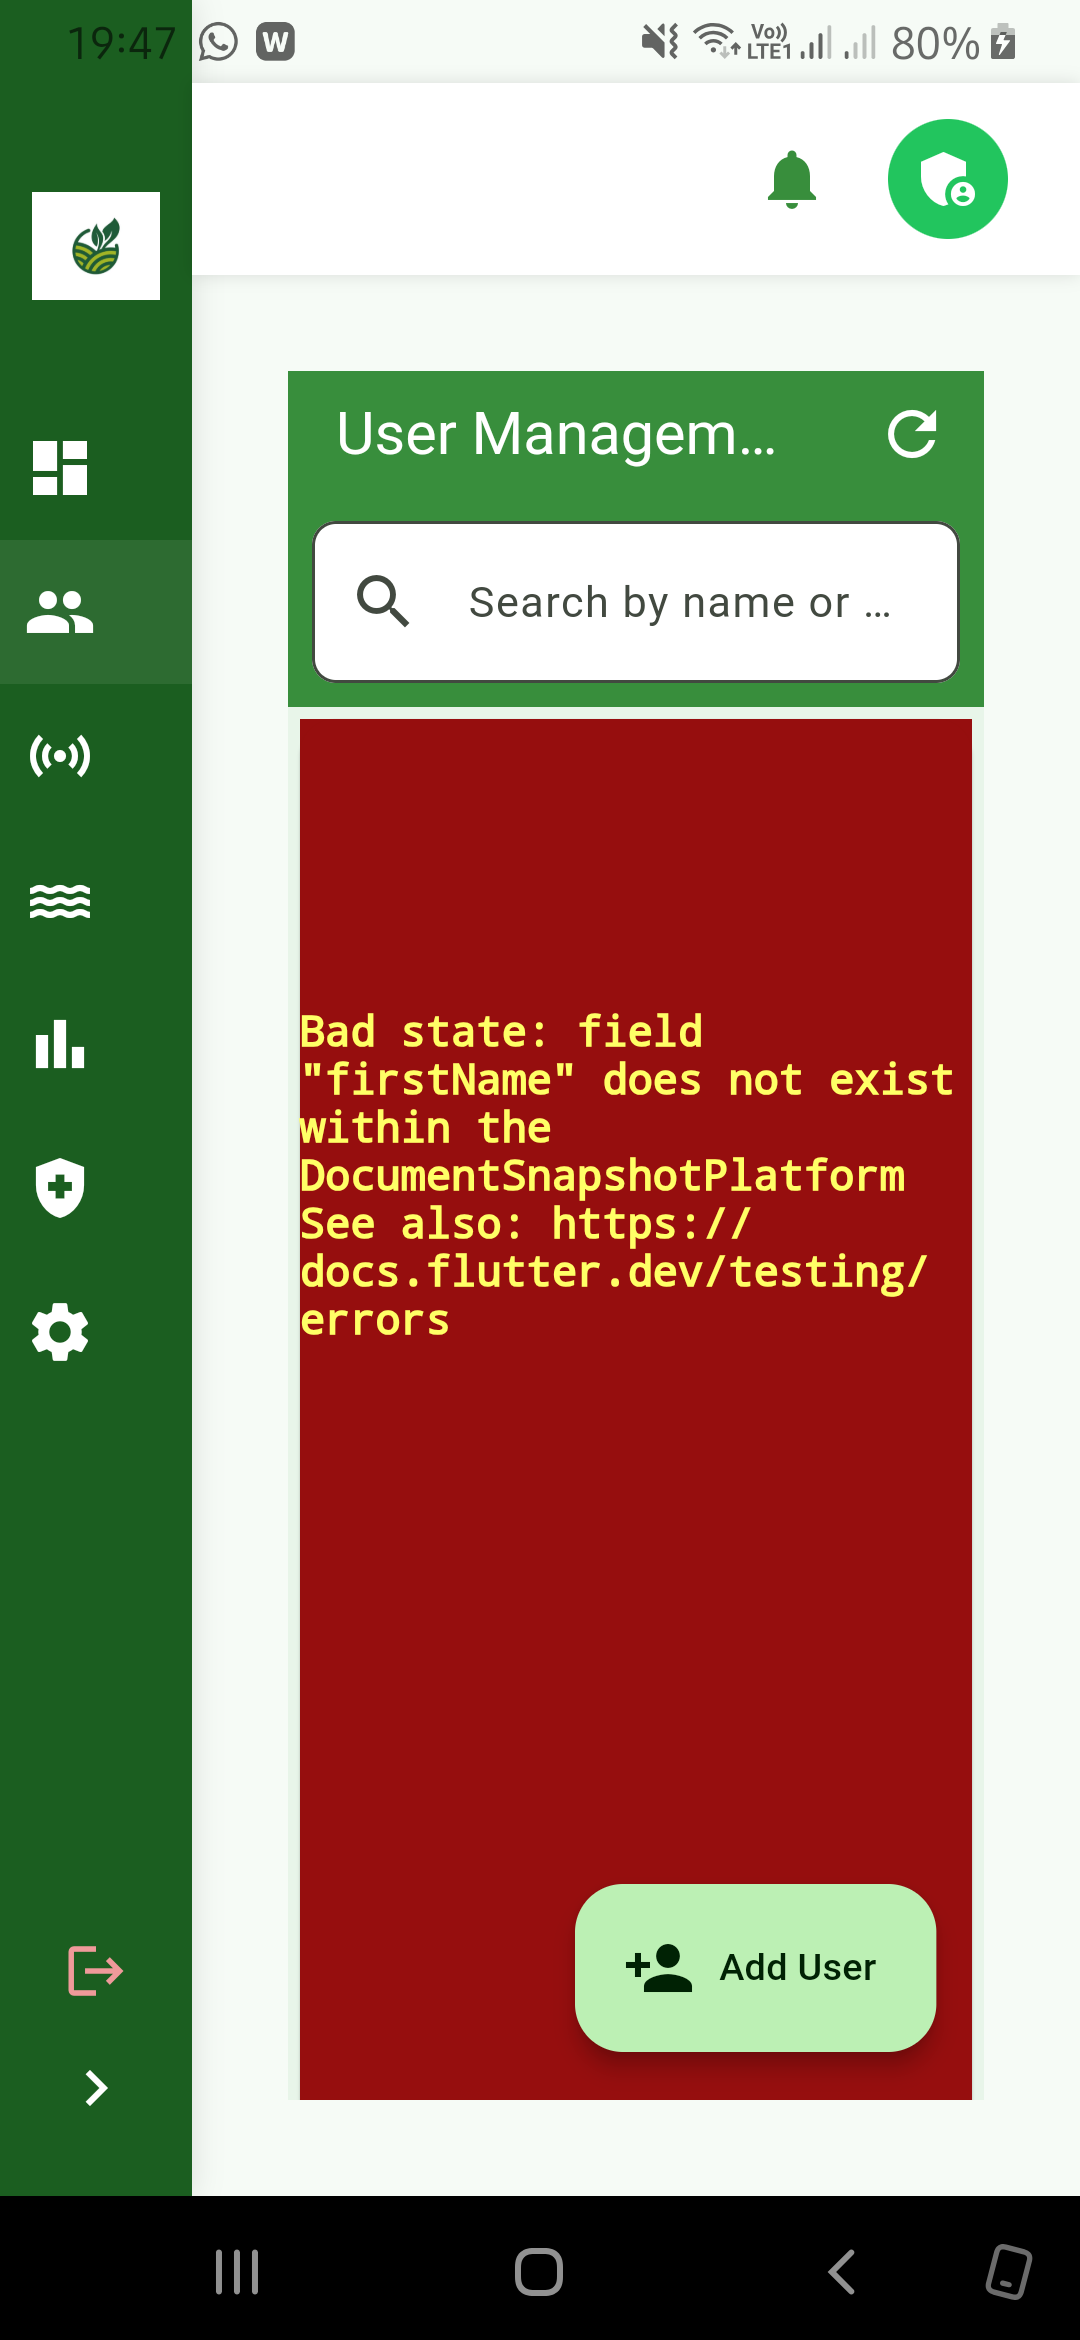 19:47
W
Vo))
LTE1
80%
User Managem...
Search by name or ...
Bad state: field
"firstName" does not exist
within the
DocumentSnapshotPlatform
See also: https://
docs.flutter.dev/testing/
errors
Add User